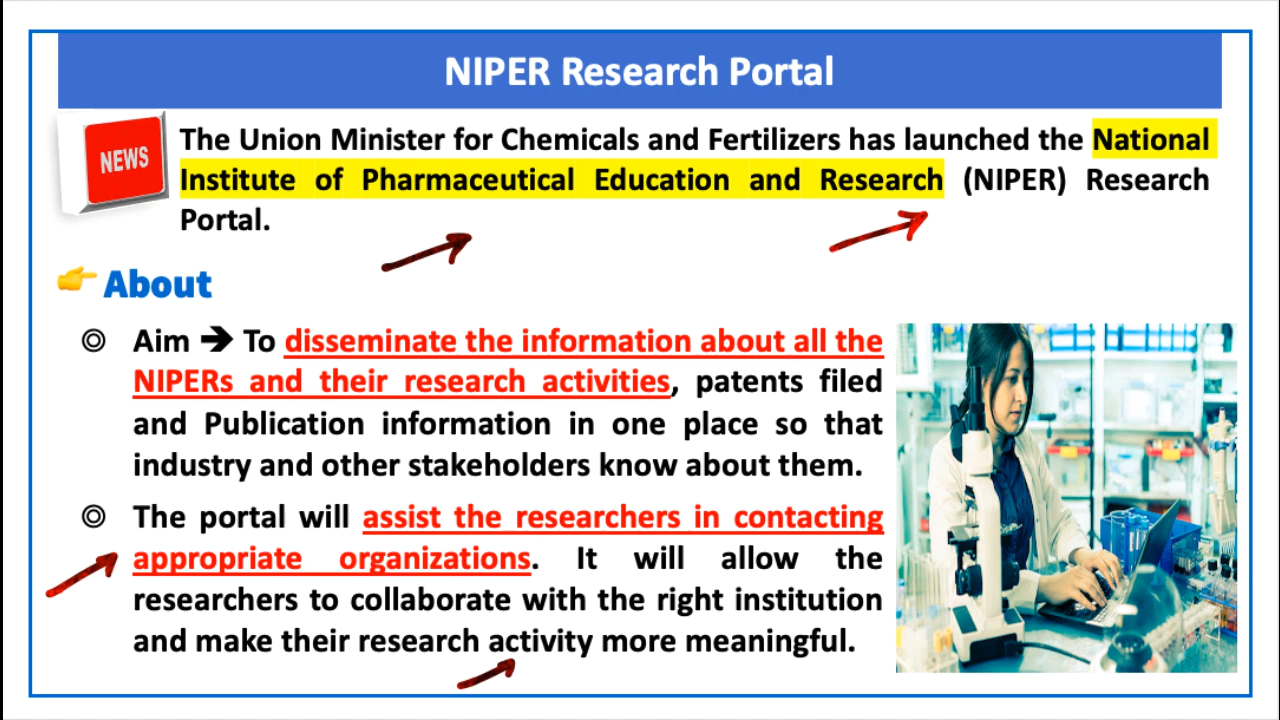 NIPER Research Portal
NEWS
The Union Minister for Chemicals and Fertilizers has launched the National
Institute of Pharmaceutical Education and Research (NIPER) Research
Portal.
About
Aim ➔ To disseminate the information about all the
NIPERs and their research activities, patents filed
and Publication information in one place so that
industry and other stakeholders know about them.
The portal will assist the researchers in contacting
appropriate organizations. It will allow the
researchers to collaborate with the right institution
and make their research activity more meaningful.